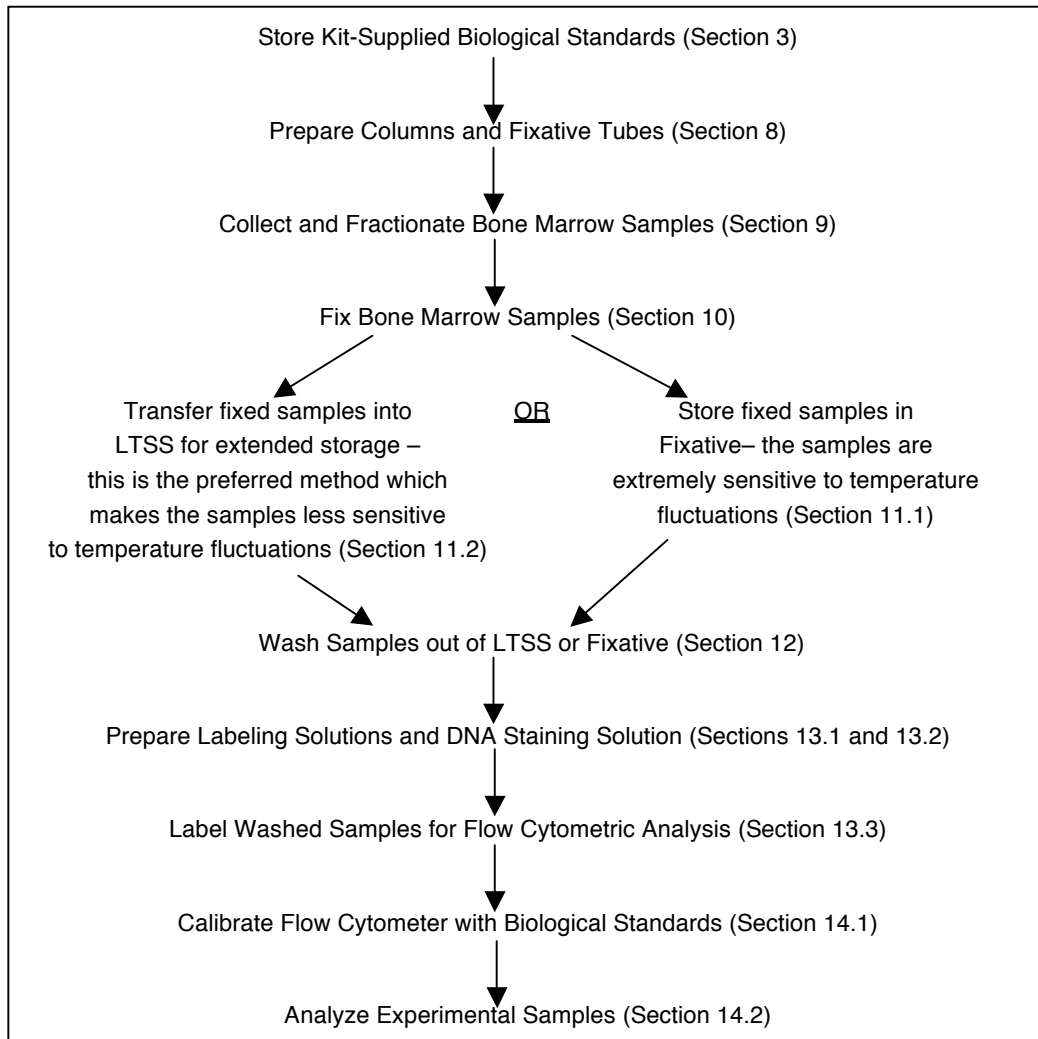 Store Kit-Supplied Biological Standards (Section 3)
Prepare Columns and Fixative Tubes (Section 8)
Collect and Fractionate Bone Marrow Samples (Section 9)
Fix Bone Marrow Samples (Section 10)
Transfer fixed samples into
LTSS for extended storage –
this is the preferred method which
makes the samples less sensitive
to temperature fluctuations (Section 11.2)
OR
Store fixed samples in
Fixative– the samples are
extremely sensitive to temperature
fluctuations (Section 11.1)
Wash Samples out of LTSS or Fixative (Section 12)
Prepare Labeling Solutions and DNA Staining Solution (Sections 13.1 and 13.2)
Label Washed Samples for Flow Cytometric Analysis (Section 13.3)
Calibrate Flow Cytometer with Biological Standards (Section 14.1)
Analyze Experimental Samples (Section 14.2)